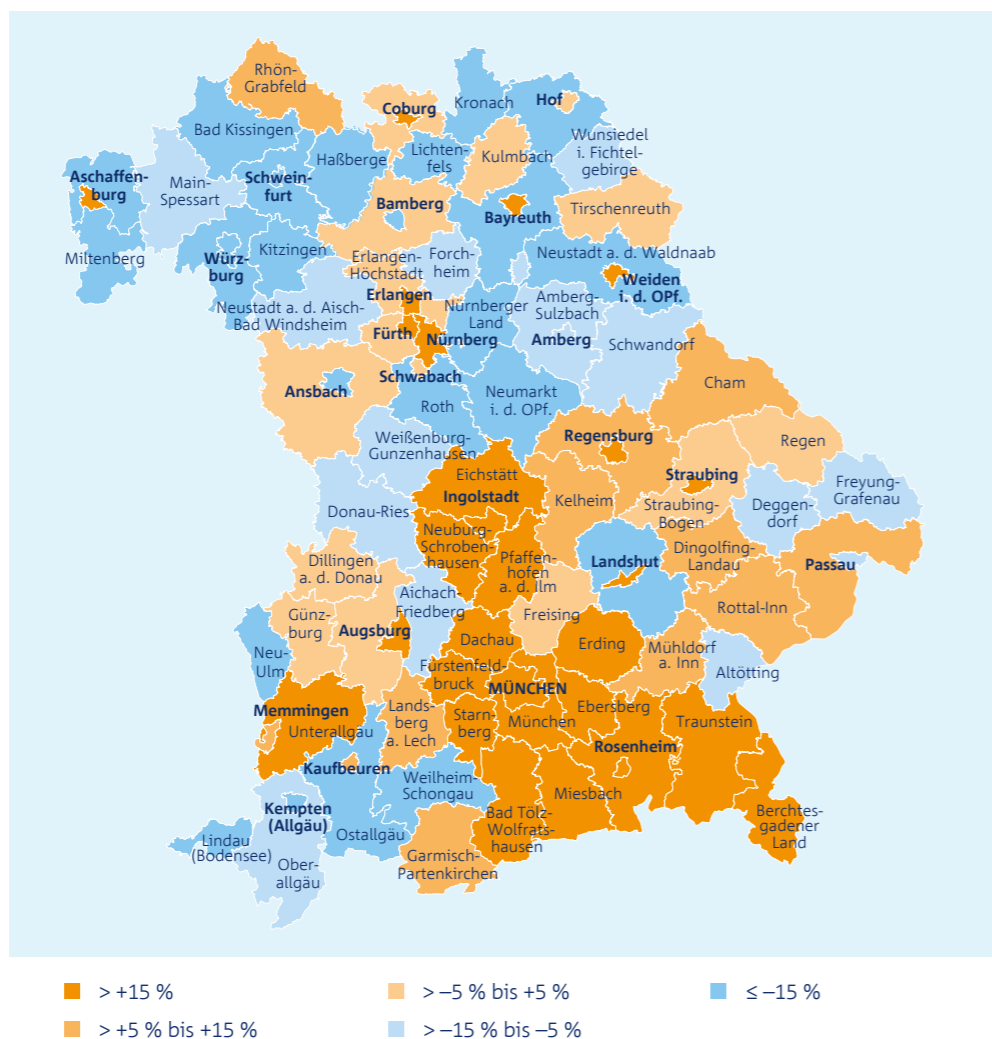 Rhön-
Grabfeld
Coburg
Kronach
Hof
Bad Kissingen
Lichten-
fels
Kulmbach
Wunsiedel
i. Fichtel-
gebirge
Haßberge
Aschaffen-
burg
Main-
Spessart
Schwein-
furt
Bamberg
Bayreuth
Tirschenreuth
Miltenberg
Würz-
burg
Kitzingen
Erlangen-
Höchstadt
Forch-
heim
Neustadt a. d. Waldnaab
Weiden
i. d. OPf.
Erlangen
Neustadt a. d. Aisch-
Bad Windsheim
Nürnberger
Land
Amberg-
Sulzbach
Fürth
Nürnberg
Amberg
Schwandorf
Ansbach
Schwabach
Roth
Neumarkt
i. d. OPf.
Cham
Weißenburg-
Gunzenhausen
Regensburg
Regen
Eichstätt
Ingolstadt
Kelheim
Straubing
Straubing-
Bogen
Deggen-
dorf
Freyung-
Grafenau
Donau-Ries
Neuburg-
Schroben-
hausen
Pfaffen-
hofen
a. d. Ilm
Landshut
Dingolfing-
Landau
Passau
Dillingen
a. d. Donau
Aichach-
Friedberg
Freising
Rottal-Inn
Günz-
burg
Augsburg
Dachau
Erding
Mühldorf
a. Inn
Altötting
Neu-
Ulm
Fürstenfeld-
bruck
MÜNCHEN
Ebersberg
Memmingen
Unterallgäu
Lands-
berg
a. Lech
Starn-
berg
München
Traunstein
Rosenheim
Kaufbeuren
Weilheim-
Schongau
Miesbach
Kempten
(Allgäu)
Bad Tölz-
Wolfrats-
hausen
Berchtes-
gadener
Land
Lindau
(Bodensee)
Ostallgäu
Ober-
allgäu
Garmisch-
Partenkirchen
> +15 %
> –5 % bis +5 %
≤ –15 %
> +5 % bis +15 %
> –15 % bis –5 %